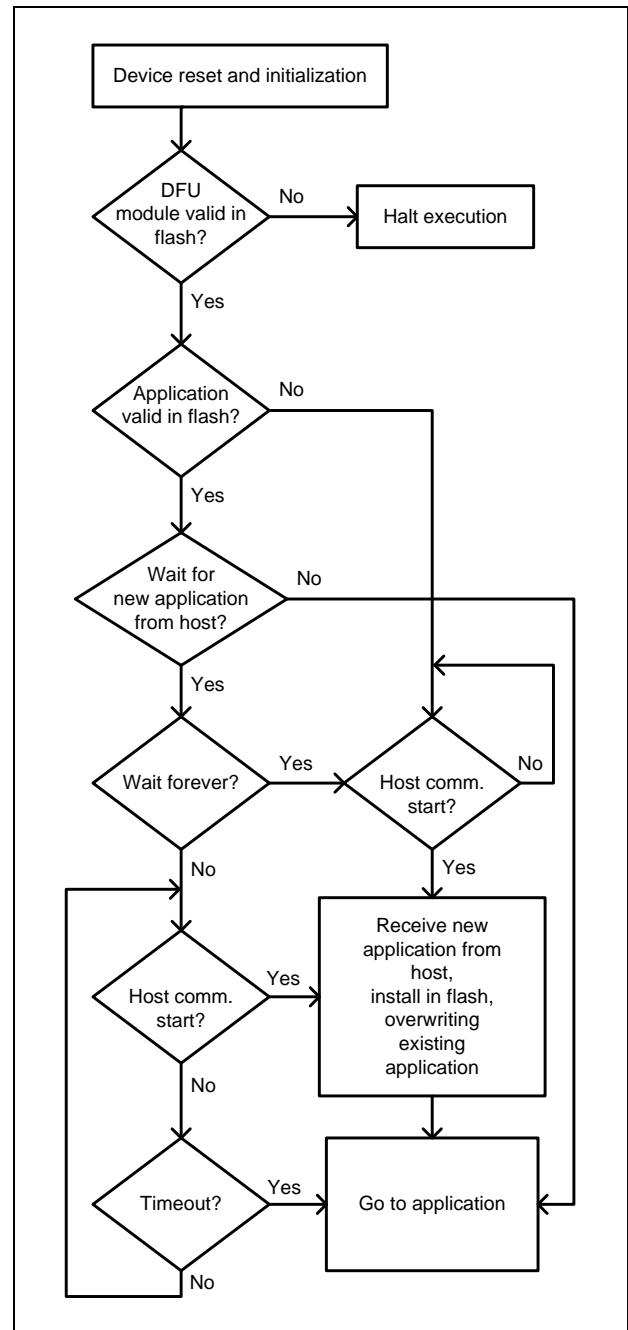 Device reset and initialization
DFU
module valid in
flash?
No
Halt execution
Yes
Application
valid in flash?
No
Yes
Wait for
new application
from host?
No
Yes
Wait forever?
Yes
Host comm.
start?
No
No
Yes
Host comm.
start?
Yes
Receive new
application from
host,
install in flash,
overwriting
existing
application
No
Timeout?
Yes
Go to application
No